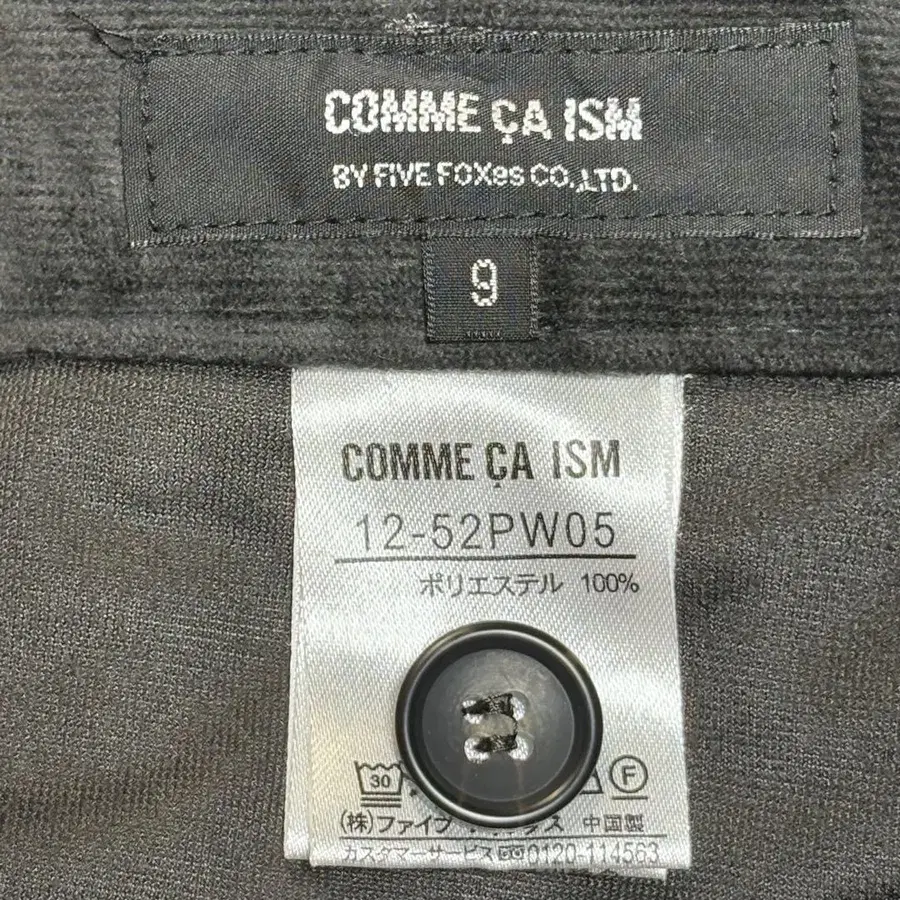 COMME ÇA ISM
BY FIVE FOXes CO.,LTD.
9
COMME ÇA ISM
12-52PW05
ポリエステル 100%
30
F
(株)ファイブ 中国製
カスタマーサービス 0120-114563